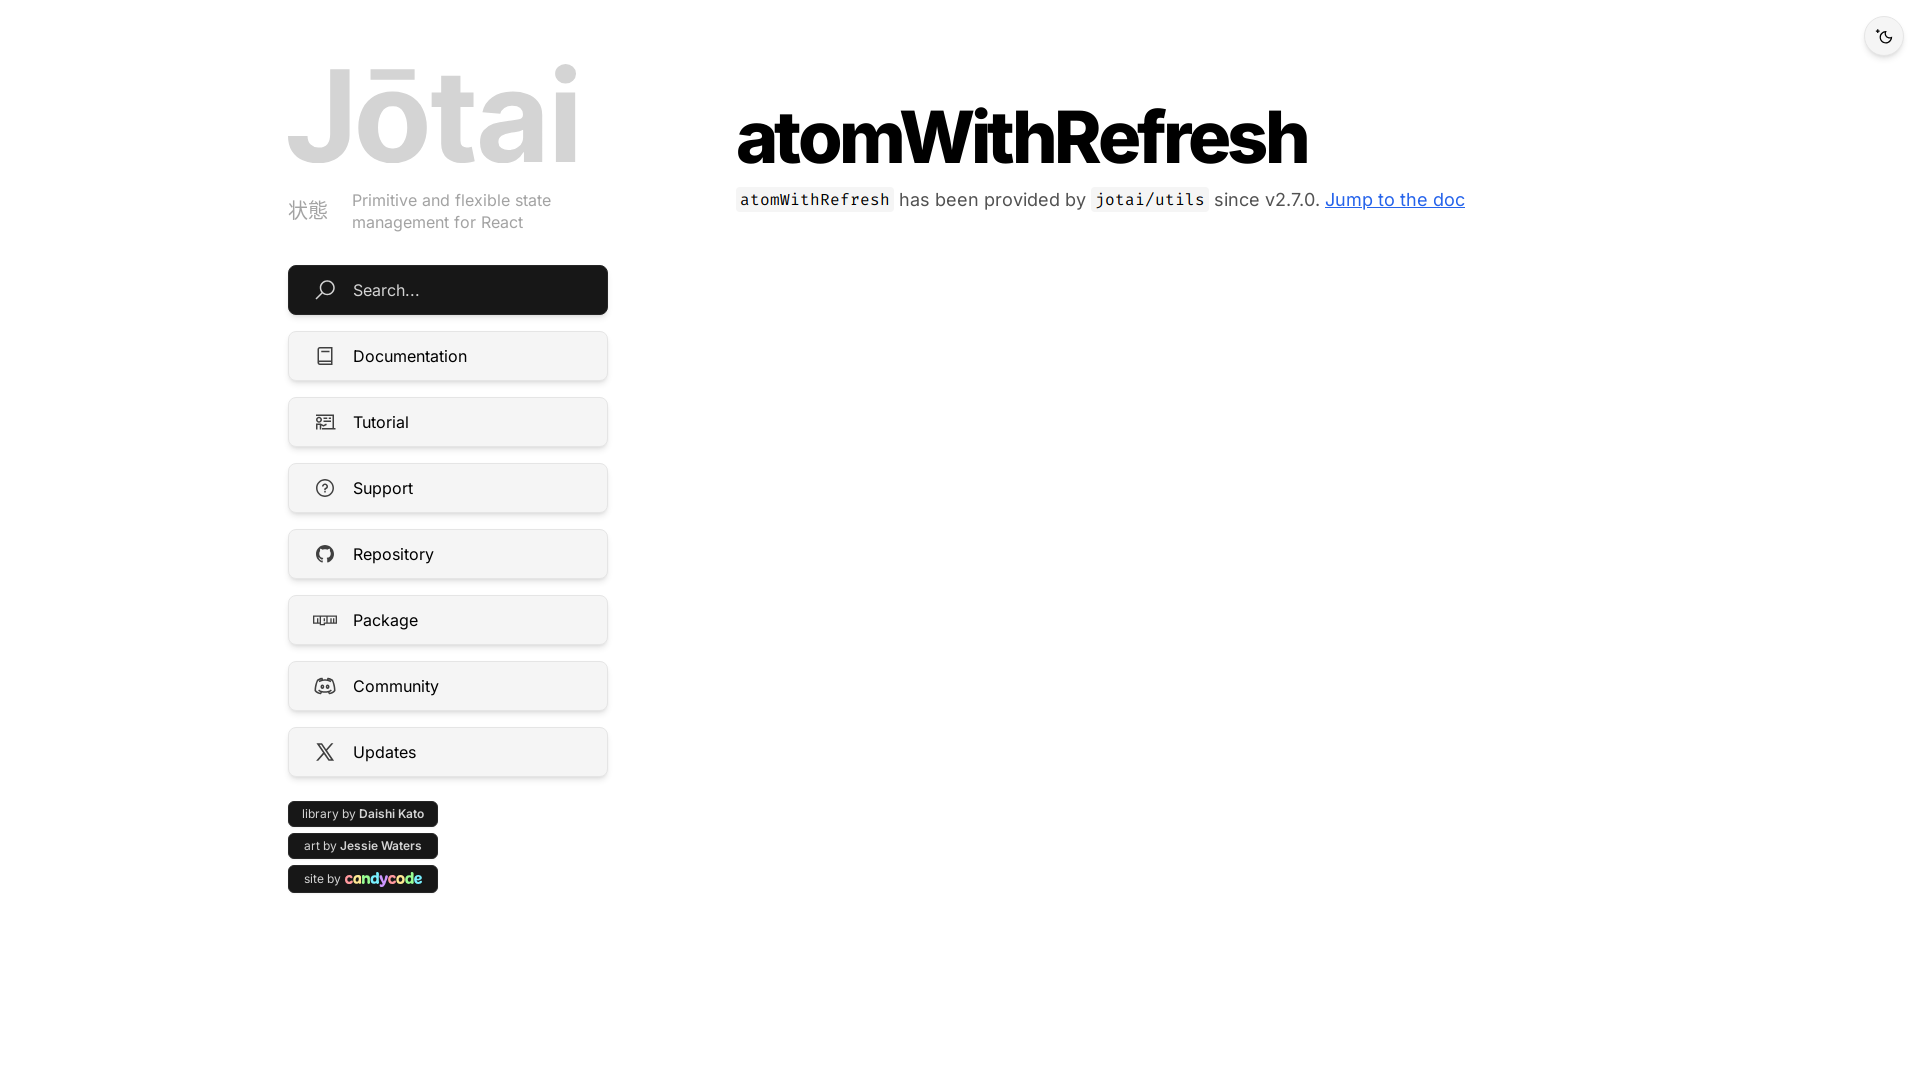 Jōtai
状態
Primitive and flexible state
management for React
Search...
Documentation
Tutorial
Support
Repository
Package
Community
Updates
library by Daishi Kato
art by Jessie Waters
site by candycode
atomWithRefresh
atomWithRefresh has been provided by jotai/utils since v2.7.0. Jump to the doc